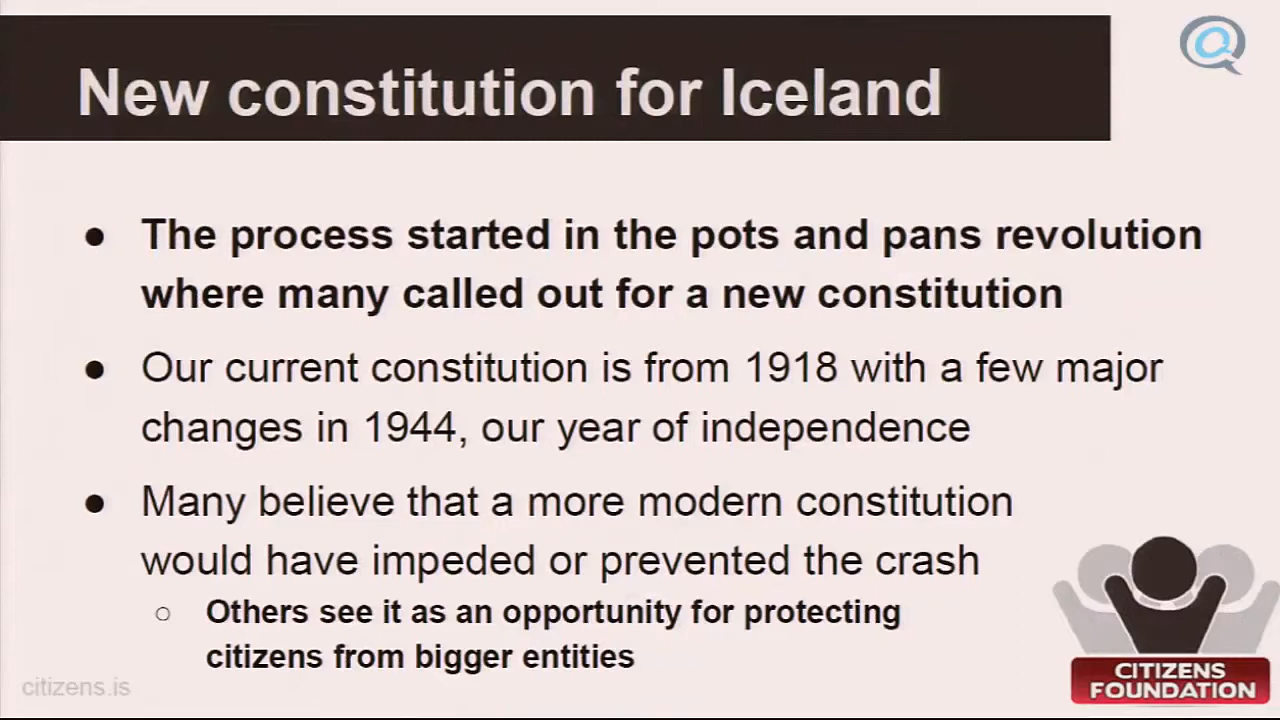 New constitution for Iceland
● The process started in the pots and pans revolution
where many called out for a new constitution
● Our current constitution is from 1918 with a few major
changes in 1944, our year of independence
● Many believe that a more modern constitution
would have impeded or prevented the crash
○ Others see it as an opportunity for protecting
citizens from bigger entities
citizens.is
CITIZENS
FOUNDATION